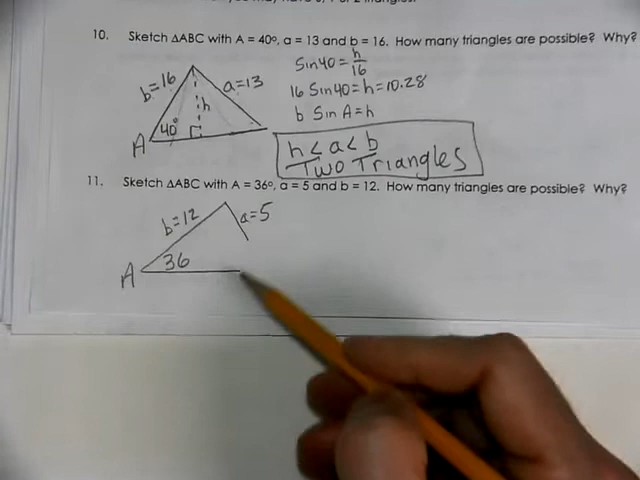 10. Sketch ΔABC with A = 40º, a = 13 and b = 16. How many triangles are possible? Why?
b=16
a=13
h
40°
A
Sin40 = h/16
16 Sin40 = h = 10.28
b Sin A = h
h < a < b
Two Triangles
11. Sketch ΔABC with A = 36º, a = 5 and b = 12. How many triangles are possible? Why?
b=12
a=5
36
A